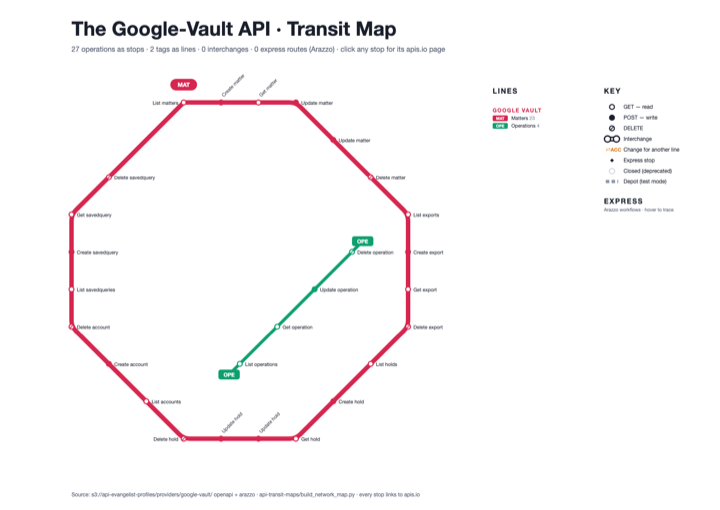 The Google-Vault API · Transit Map
27 operations as stops · 2 tags as lines · 0 interchanges · 0 express routes (Arazzo) · click any stop for its apis.io page
MAT
Create matter
Get matter
List matters
Update matter
Update matter
Delete savedquery
Delete matter
Get savedquery
List exports
OPE
Create savedquery
Delete operation
Create export
List savedqueries
Update operation
Get export
Delete account
Get operation
Delete export
Create account
List operations
List holds
OPE
List accounts
Create hold
Update hold
Update hold
Delete hold
Get hold
LINES
GOOGLE VAULT
MAT Matters 23
OPE Operations 4
KEY
GET — read
POST — write
DELETE
Interchange
ACC Change for another line
Express stop
Closed (deprecated)
Depot (test mode)
EXPRESS
Arazzo workflows · hover to trace
Source: s3://api-evangelist-profiles/providers/google-vault/ openapi + arazzo · api-transit-maps/build_network_map.py · every stop links to apis.io